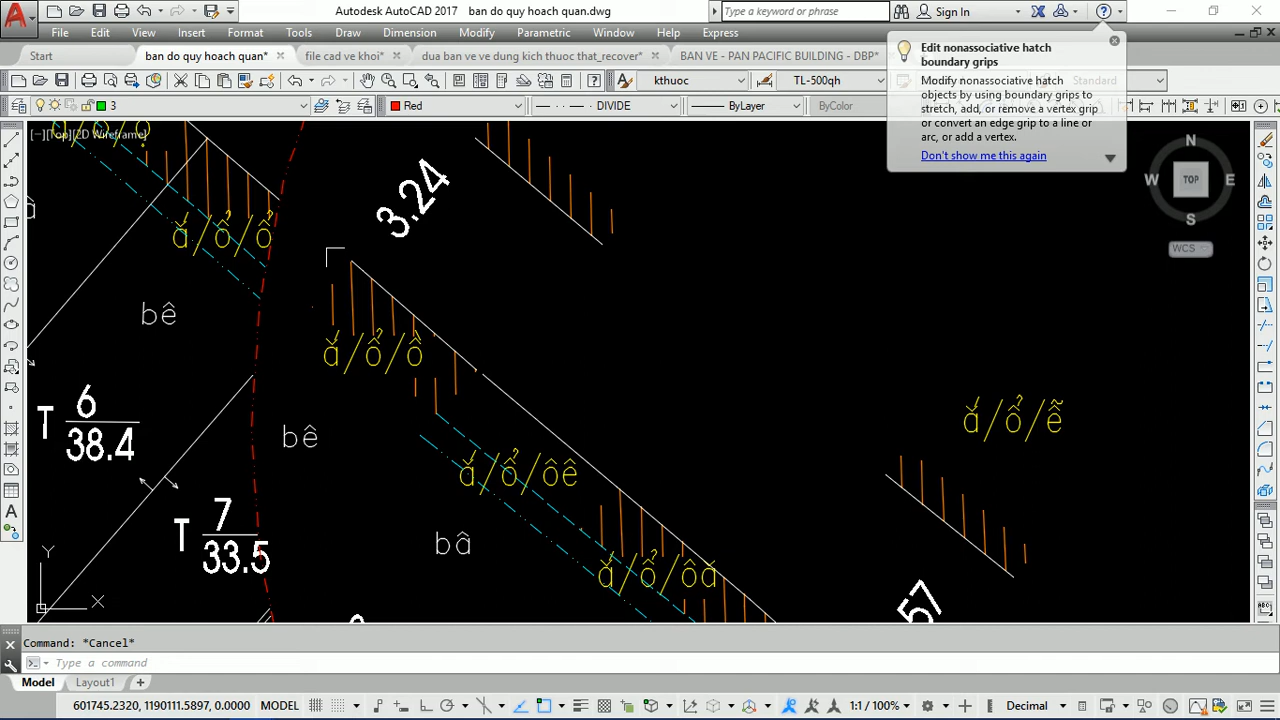 Autodesk AutoCAD 2017 ban do quy hoach quan.dwg
Type a keyword or phrase
Sign In
File Edit View Insert Format Tools Draw Dimension Modify Parametric Window Help Express
Start
ban do quy hoach quan*
file cad ve khoi*
dua ban ve dung kich thuoc that_recover*
BAN VE - PAN PACIFIC BUILDING - DBP*
kthuoc
TL-500qh
Standard
3
Red
DIVIDE
ByLayer
ByColor
Edit nonassociative hatch
boundary grips
Modify nonassociative hatch
objects by using boundary grips to
stretch, add, or remove a vertex grip
or convert an edge grip to a line or
arc, or add a vertex.
Don't show me this again
[−][Top][2D Wireframe]
N
W TOP E
S
WCS
3.24
bê
bê
bâ
T 6
38.4
T 7
33.5
57
Y
X
Command: *Cancel*
Type a command
Model Layout1
601745.2320, 1190111.5897, 0.0000 MODEL
1:1 / 100%
Decimal